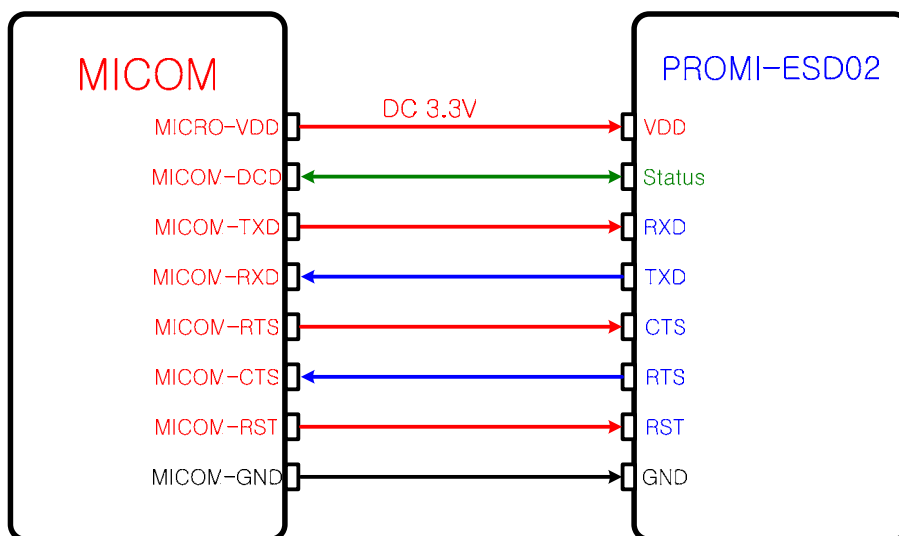 MICOM
PROMI-ESD02
DC 3.3V
MICRO-VDD VDD
MICOM-DCD Status
MICOM-TXD RXD
MICOM-RXD TXD
MICOM-RTS CTS
MICOM-CTS RTS
MICOM-RST RST
MICOM-GND GND